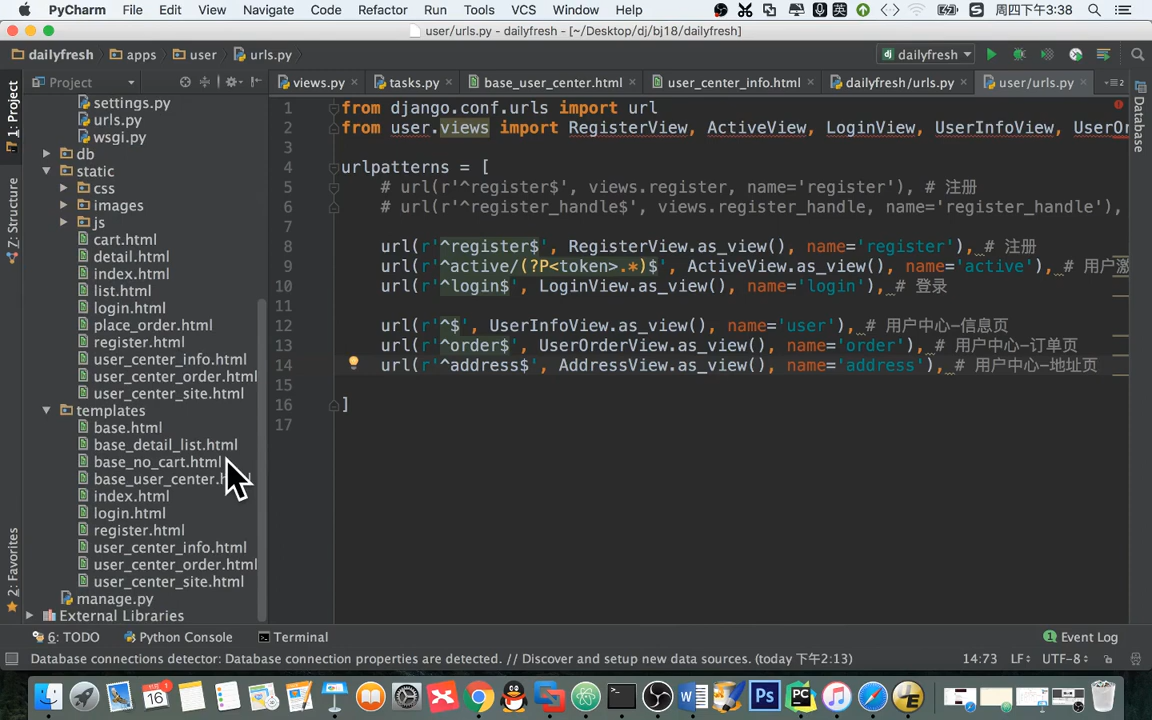 PyCharm File Edit View Navigate Code Refactor Run Tools VCS Window Help 英 周四下午3:38
user/urls.py - dailyfresh - [~/Desktop/dj/bj18/dailyfresh]
dailyfresh apps user urls.py dj dailyfresh
Project views.py tasks.py base_user_center.html user_center_info.html dailyfresh/urls.py user/urls.py
1: Project
7: Structure
2: Favorites
Database
settings.py
urls.py
wsgi.py
db
static
css
images
js
cart.html
detail.html
index.html
list.html
login.html
place_order.html
register.html
user_center_info.html
user_center_order.html
user_center_site.html
templates
base.html
base_detail_list.html
base_no_cart.html
base_user_center.
index.html
login.html
register.html
user_center_info.html
user_center_order.html
user_center_site.html
manage.py
External Libraries
1 from django.conf.urls import url
2 from user.views import RegisterView, ActiveView, LoginView, UserInfoView, UserOr
3
4 urlpatterns = [
5 # url(r'^register$', views.register, name='register'), # 注册
6 # url(r'^register_handle$', views.register_handle, name='register_handle'),
7
8 url(r'^register$', RegisterView.as_view(), name='register'), # 注册
9 url(r'^active/(?P<token>.*)$', ActiveView.as_view(), name='active'), # 用户激
10 url(r'^login$', LoginView.as_view(), name='login'), # 登录
11
12 url(r'^$', UserInfoView.as_view(), name='user'), # 用户中心-信息页
13 url(r'^order$', UserOrderView.as_view(), name='order'), # 用户中心-订单页
14 url(r'^address$', AddressView.as_view(), name='address'), # 用户中心-地址页
15
16 ]
17
6: TODO Python Console Terminal 1 Event Log
Database connections detector: Database connection properties are detected. // Discover and setup new data sources. (today 下午2:13) 14:73 LF UTF-8
16
W Ps PC